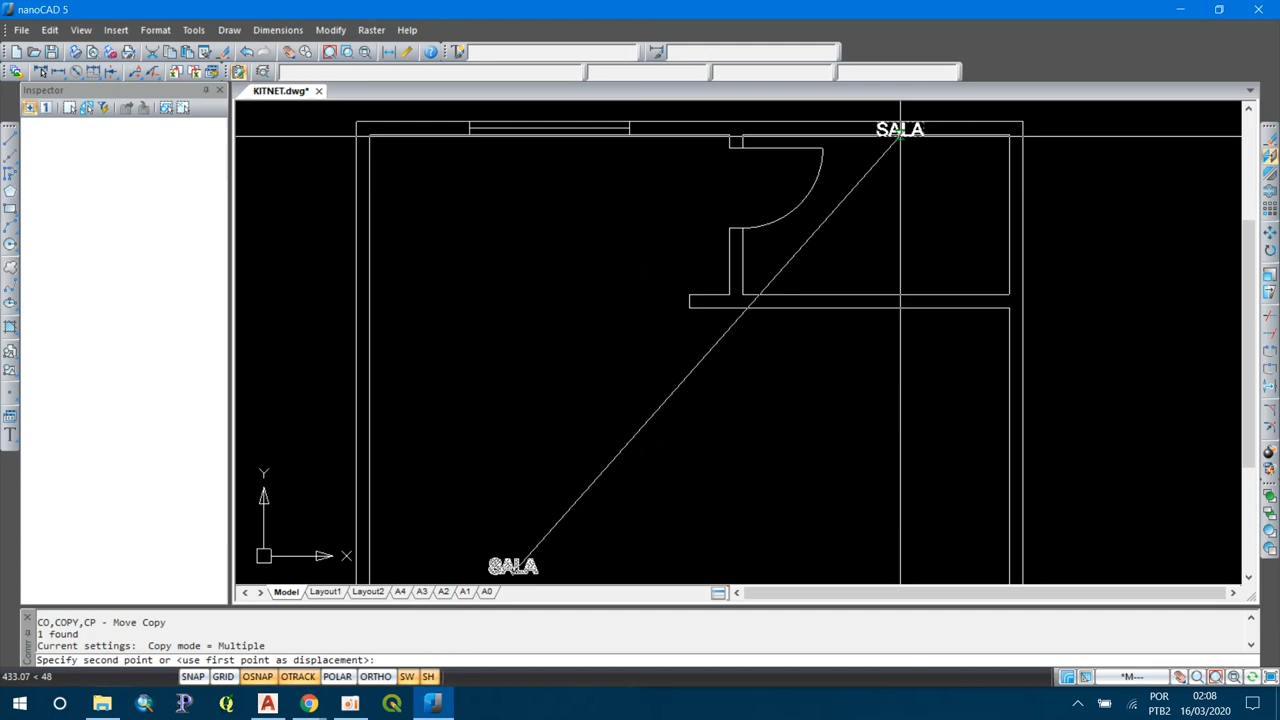 nanoCAD 5
File Edit View Insert Format Tools Draw Dimensions Modify Raster Help
Inspector
KITNET.dwg*
SALA
Y
X
SALA
Model Layout1 Layout2 A4 A3 A2 A1 A0
CO,COPY,CP - Move Copy
1 found
Current settings: Copy mode = Multiple
Specify second point or <use first point as displacement>:
433.07 < 48 SNAP GRID OSNAP OTRACK POLAR ORTHO SW SH *M---
POR 02:08
PTB2 16/03/2020